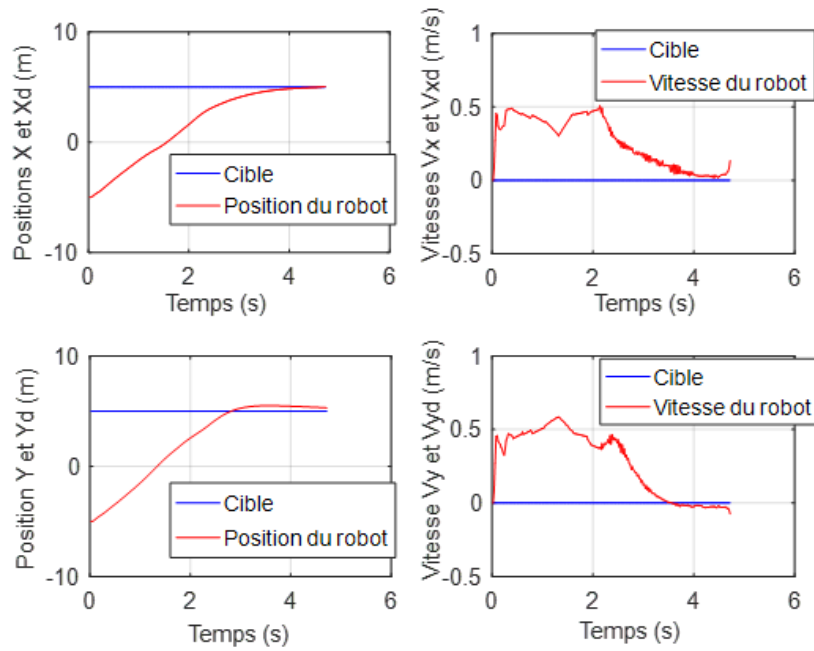 Positions X et Xd (m)
10
0
-10
Cible
Position du robot
0
2
4
6
Temps (s)
Vitesses Vx et Vxd (m/s)
1
0.5
0
-0.5
Cible
Vitesse du robot
0
2
4
6
Temps (s)
Position Y et Yd (m)
10
0
-10
Cible
Position du robot
0
2
4
6
Temps (s)
Vitesse Vy et Vyd (m/s)
1
0.5
0
-0.5
Cible
Vitesse du robot
0
2
4
6
Temps (s)